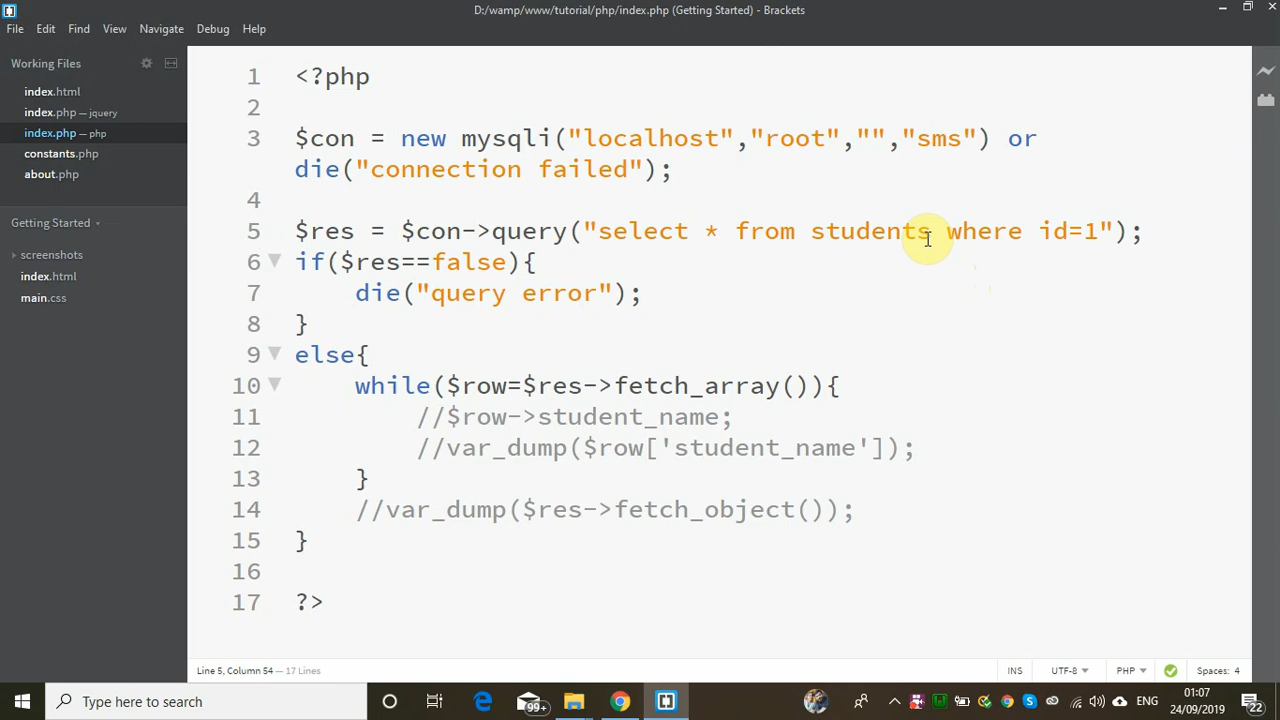 D:/wamp/www/tutorial/php/index.php (Getting Started) - Brackets
File Edit Find View Navigate Debug Help
Working Files
index.html
index.php — jquery
index.php — php
constants.php
about.php
Getting Started
screenshots
index.html
main.css
1 <?php
2
3 $con = new mysqli("localhost","root","","sms") or
die("connection failed");
4
5 $res = $con->query("select * from students where id=1");
6 if($res==false){
7 die("query error");
8 }
9 else{
10 while($row=$res->fetch_array()){
11 //$row->student_name;
12 //var_dump($row['student_name']);
13 }
14 //var_dump($res->fetch_object());
15 }
16
17 ?>
Line 5, Column 54 — 17 Lines
INS UTF-8 PHP Spaces: 4
Type here to search
99+
ENG
01:07
24/09/2019
22